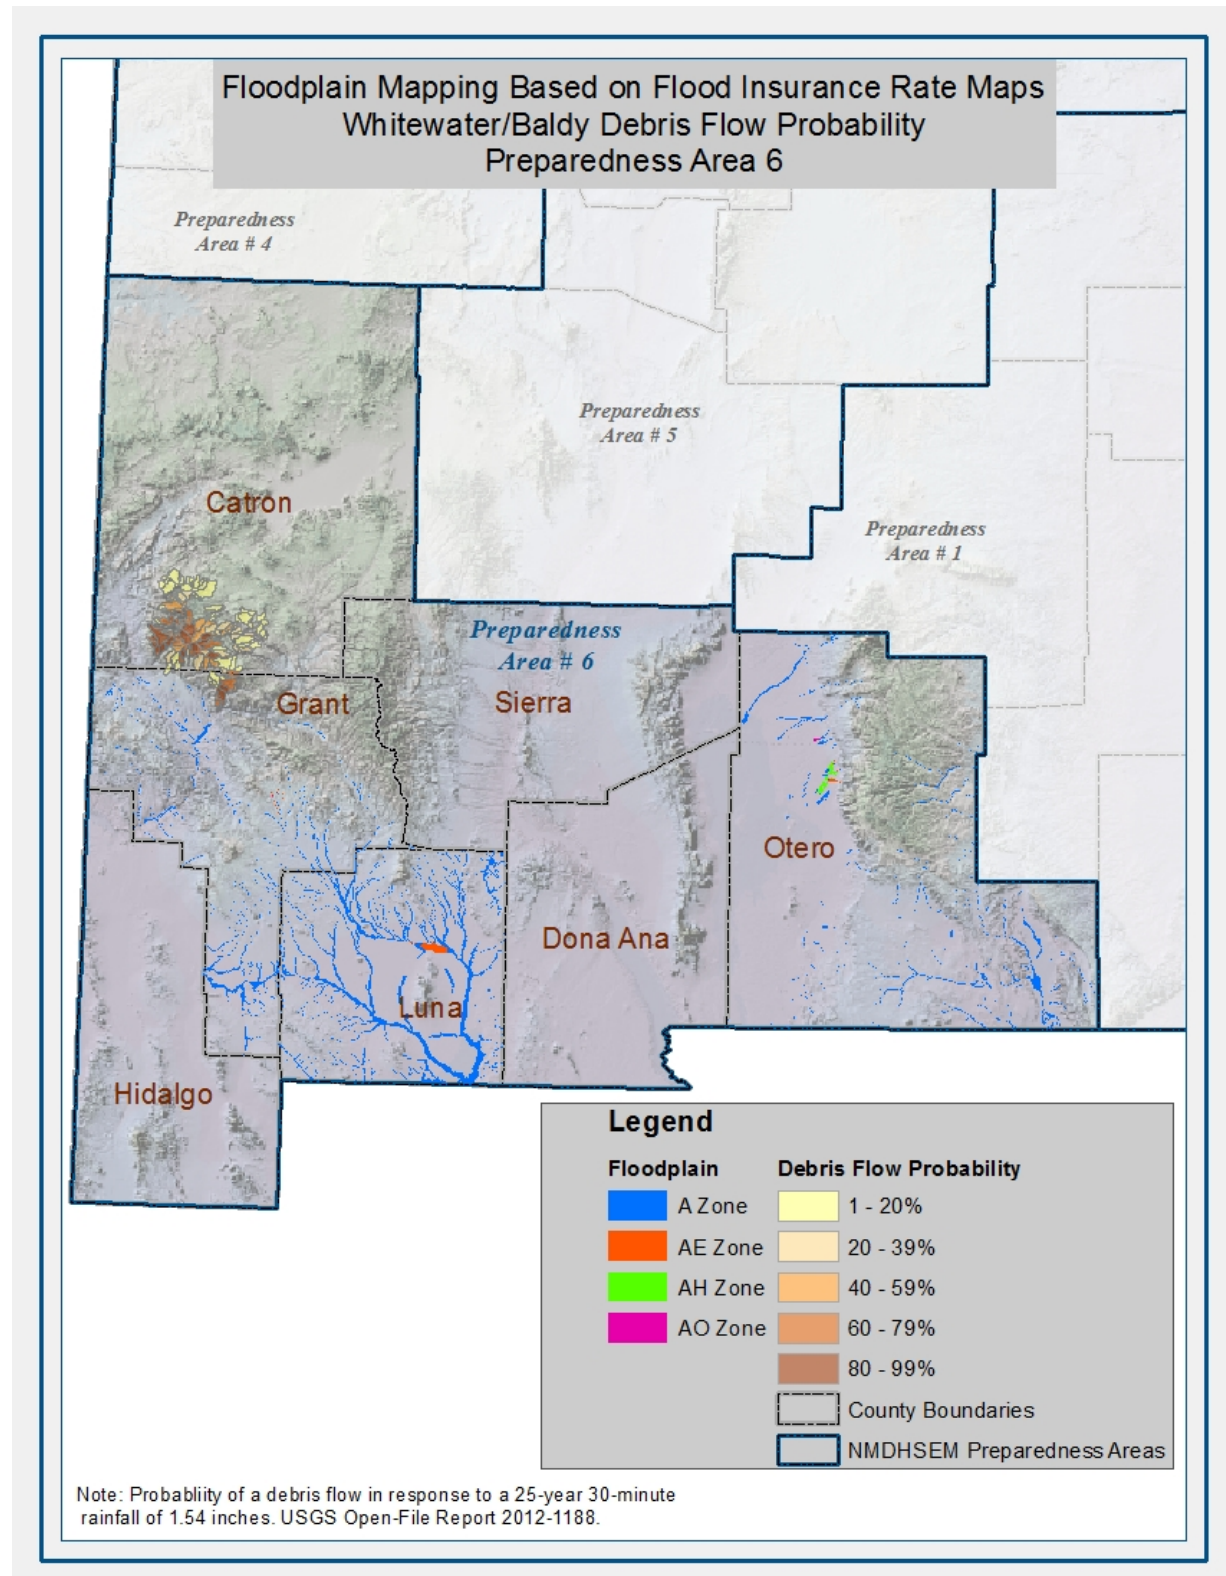 Floodplain Mapping Based on Flood Insurance Rate Maps
Whitewater/Baldy Debris Flow Probability
Preparedness Area 6
Preparedness
Area # 4
Preparedness
Area # 5
Catron
Preparedness
Area # 1
Preparedness
Area # 6
Grant
Sierra
Otero
Dona Ana
Luna
Hidalgo
Legend
Floodplain
A Zone
AE Zone
AH Zone
AO Zone
Debris Flow Probability
1 - 20%
20 - 39%
40 - 59%
60 - 79%
80 - 99%
County Boundaries
NMDHSEM Preparedness Areas
Note: Probabliity of a debris flow in response to a 25-year 30-minute
rainfall of 1.54 inches. USGS Open-File Report 2012-1188.